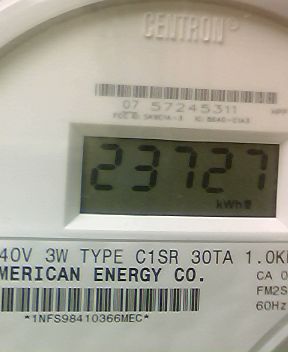 CENTRON®
07 57245311
23727
kWh
40V 3W TYPE C1SR 30TA 1.0K
MERICAN ENERGY CO.
CA 0
FM2S
60Hz
*1NFS98410366MEC*